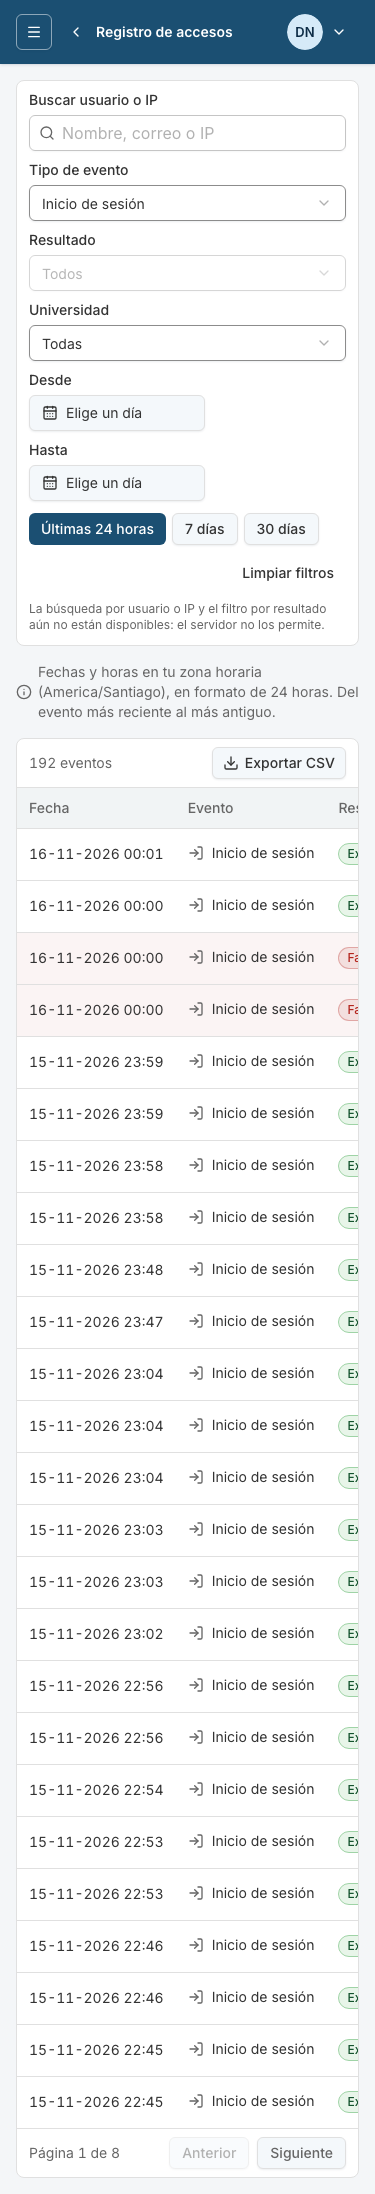 Registro de accesos
DN
Buscar usuario o IP
Nombre, correo o IP
Tipo de evento
Inicio de sesión
Resultado
Todos
Universidad
Todas
Desde
Elige un día
Hasta
Elige un día
Últimas 24 horas 7 días 30 días
Limpiar filtros
La búsqueda por usuario o IP y el filtro por resultado
aún no están disponibles: el servidor no los permite.
Fechas y horas en tu zona horaria
(America/Santiago), en formato de 24 horas. Del
evento más reciente al más antiguo.
192 eventos Exportar CSV
Fecha Evento
16-11-2026 00:01 Inicio de sesión
16-11-2026 00:00 Inicio de sesión
16-11-2026 00:00 Inicio de sesión
16-11-2026 00:00 Inicio de sesión
15-11-2026 23:59 Inicio de sesión
15-11-2026 23:59 Inicio de sesión
15-11-2026 23:58 Inicio de sesión
15-11-2026 23:58 Inicio de sesión
15-11-2026 23:48 Inicio de sesión
15-11-2026 23:47 Inicio de sesión
15-11-2026 23:04 Inicio de sesión
15-11-2026 23:04 Inicio de sesión
15-11-2026 23:04 Inicio de sesión
15-11-2026 23:03 Inicio de sesión
15-11-2026 23:03 Inicio de sesión
15-11-2026 23:02 Inicio de sesión
15-11-2026 22:56 Inicio de sesión
15-11-2026 22:56 Inicio de sesión
15-11-2026 22:54 Inicio de sesión
15-11-2026 22:53 Inicio de sesión
15-11-2026 22:53 Inicio de sesión
15-11-2026 22:46 Inicio de sesión
15-11-2026 22:46 Inicio de sesión
15-11-2026 22:45 Inicio de sesión
15-11-2026 22:45 Inicio de sesión
Página 1 de 8 Anterior Siguiente